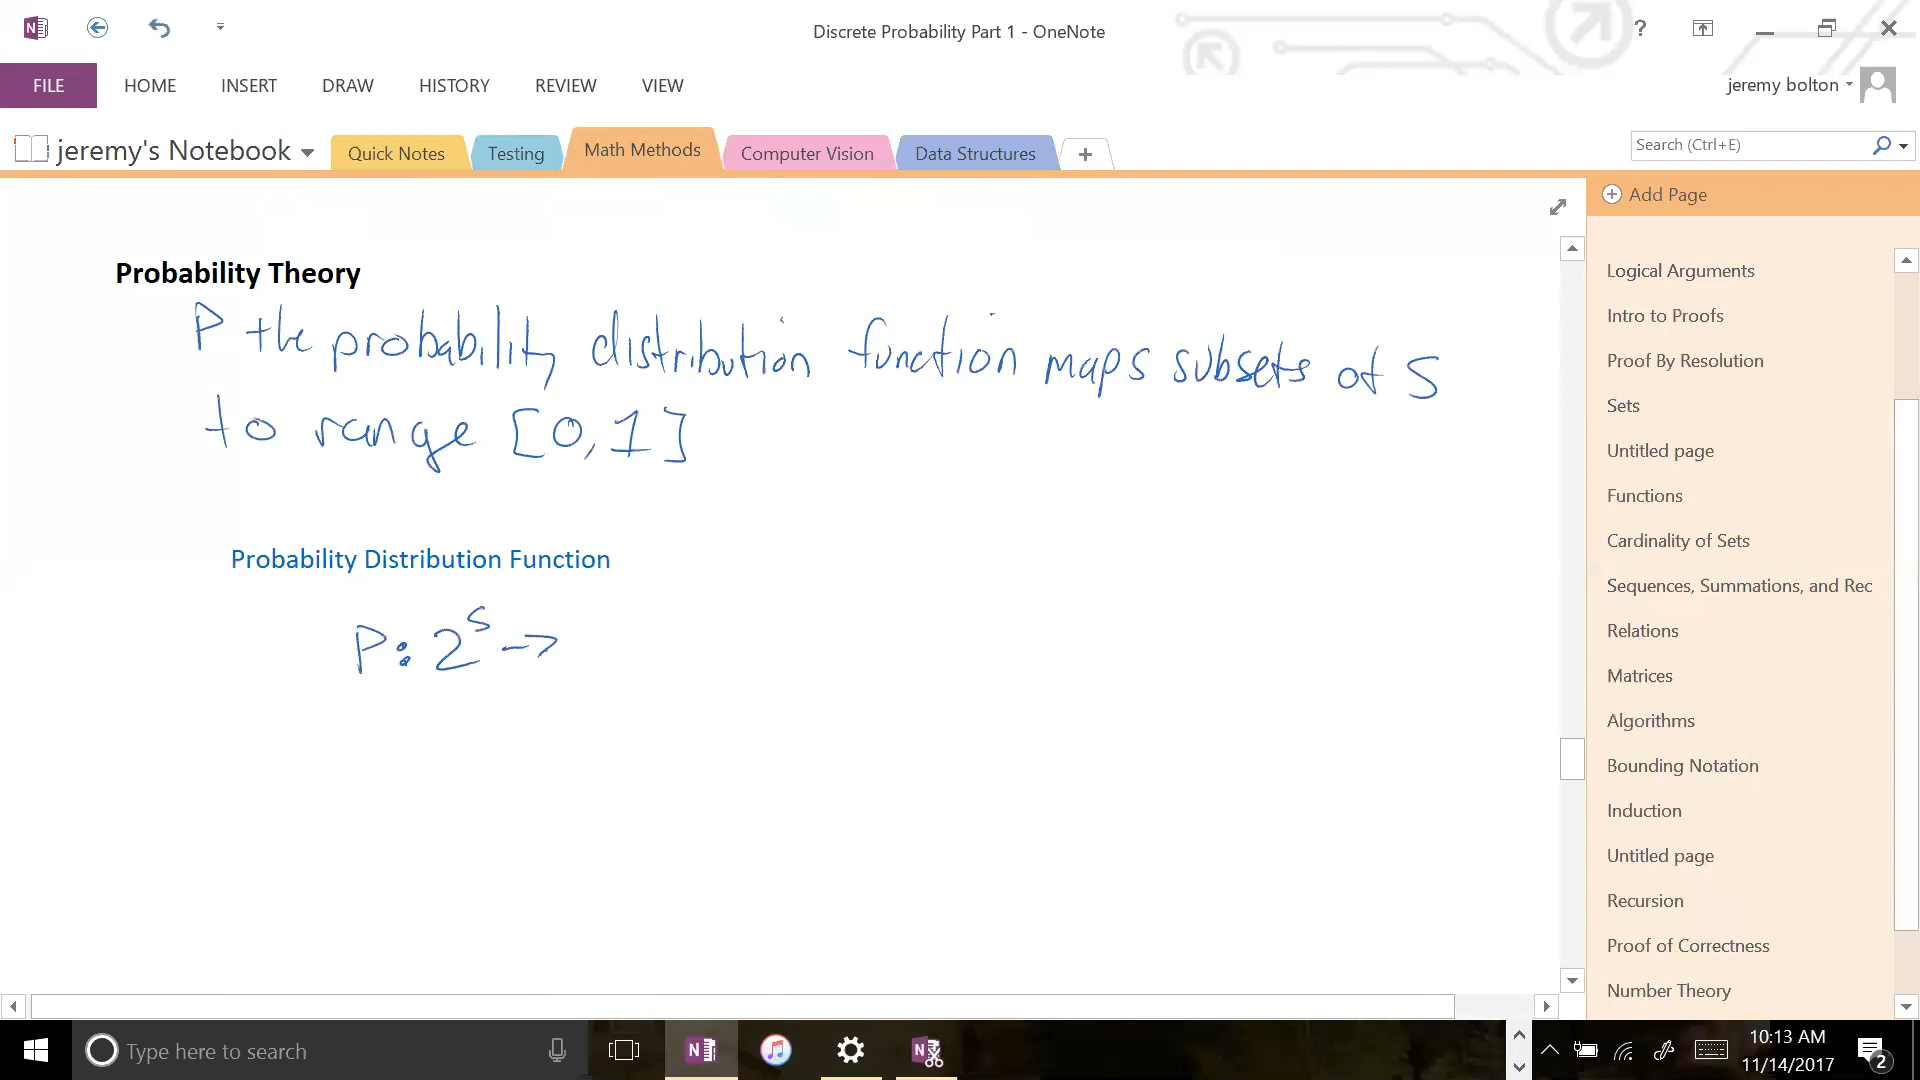 Discrete Probability Part 1 - OneNote
?
FILE HOME INSERT DRAW HISTORY REVIEW VIEW
jeremy bolton
jeremy's Notebook
Quick Notes
Testing
Math Methods
Computer Vision
Data Structures
+
Search (Ctrl+E)
Add Page
Probability Theory
P the probability distribution function maps subsets of S
to range [0, 1]
Probability Distribution Function
P: 2^S ->
Logical Arguments
Intro to Proofs
Proof By Resolution
Sets
Untitled page
Functions
Cardinality of Sets
Sequences, Summations, and Rec
Relations
Matrices
Algorithms
Bounding Notation
Induction
Untitled page
Recursion
Proof of Correctness
Number Theory
Type here to search
10:13 AM
11/14/2017
2